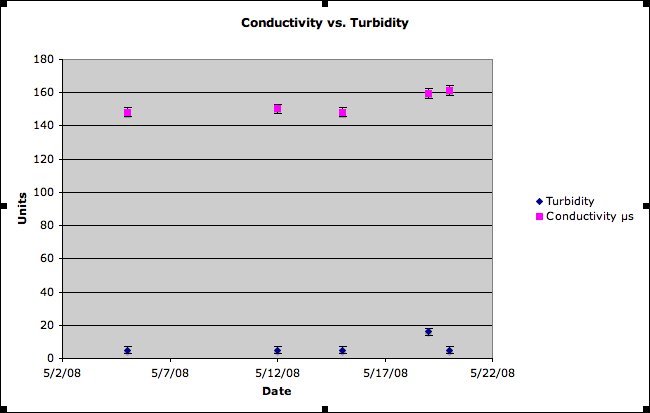 Conductivity vs. Turbidity
180
160
140
120
100
80
60
40
20
0
Units
5/2/08 5/7/08 5/12/08 5/17/08 5/22/08
Date
Turbidity
Conductivity µs